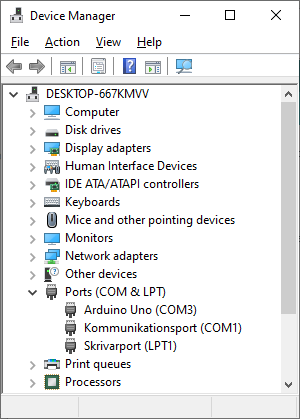 Device Manager
File Action View Help
DESKTOP-667KMVV
Computer
Disk drives
Display adapters
Human Interface Devices
IDE ATA/ATAPI controllers
Keyboards
Mice and other pointing devices
Monitors
Network adapters
Other devices
Ports (COM & LPT)
Arduino Uno (COM3)
Kommunikationsport (COM1)
Skrivarport (LPT1)
Print queues
Processors